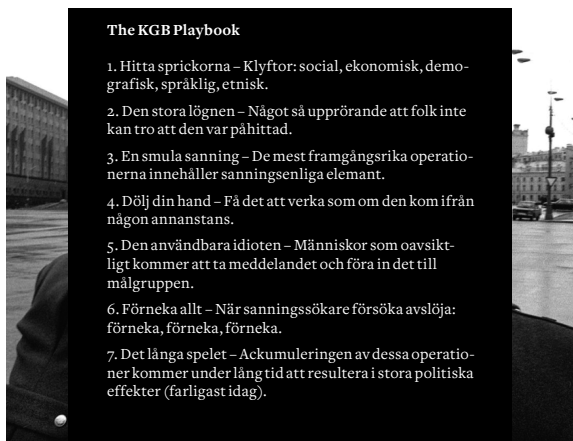 The KGB Playbook
1. Hitta sprickorna – Klyftor: social, ekonomisk, demo-
grafisk, språklig, etnisk.
2. Den stora lögnen – Något så upprörande att folk inte
kan tro att den var påhittad.
3. En smula sanning – De mest framgångsrika operatio-
nerna innehåller sanningsenliga elemant.
4. Dölj din hand – Få det att verka som om den kom ifrån
någon annanstans.
5. Den användbara idioten – Människor som oavsikt-
ligt kommer att ta meddelandet och föra in det till
målgruppen.
6. Förneka allt – När sanningssökare försöka avslöja:
förneka, förneka, förneka.
7. Det långa spelet – Ackumuleringen av dessa operatio-
ner kommer under lång tid att resultera i stora politiska
effekter (farligast idag).